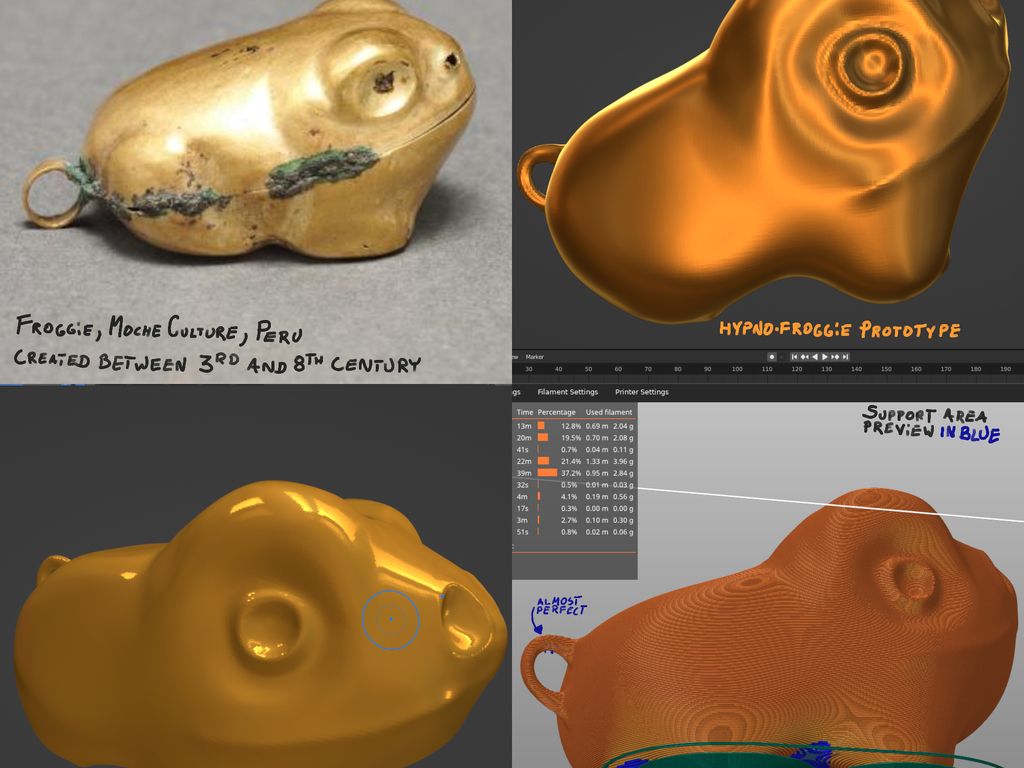 FROGGIE, MOCHE CULTURE, PERU
CREATED BETWEEN 3RD AND 8TH CENTURY
HYPNO-FROGGIE PROTOTYPE
Marker
30 40 50 60 70 80 90 100 110 120 130 140 150 160 170 180 190
Filament Settings Printer Settings
Time Percentage Used filament
13m 12.8% 0.69 m 2.04 g
20m 19.5% 0.70 m 2.08 g
41s 0.7% 0.04 m 0.11 g
22m 21.4% 1.33 m 3.96 g
39m 37.2% 0.95 m 2.84 g
32s 0.5% 0.01 m 0.03 g
4m 4.1% 0.19 m 0.56 g
17s 0.3% 0.00 m 0.00 g
3m 2.7% 0.10 m 0.30 g
51s 0.8% 0.02 m 0.06 g
SUPPORT AREA
PREVIEW IN BLUE
ALMOST
PERFECT